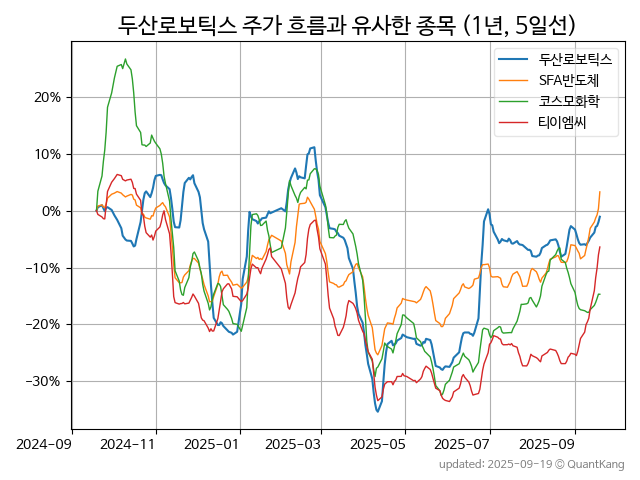 두산로보틱스 주가 흐름과 유사한 종목 (1년, 5일선)
두산로보틱스
SFA반도체
코스모화학
티이엠씨
20%
10%
0%
−10%
−20%
−30%
2024-09 2024-11 2025-01 2025-03 2025-05 2025-07 2025-09
updated: 2025-09-19 © QuantKang